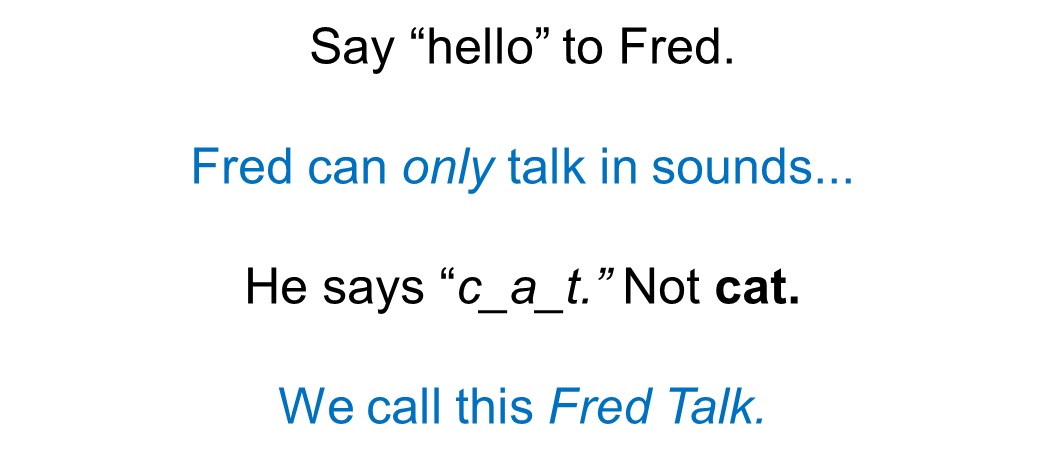 Say “hello” to Fred.
Fred can only talk in sounds...
He says “c_a_t.” Not cat.
We call this Fred Talk.